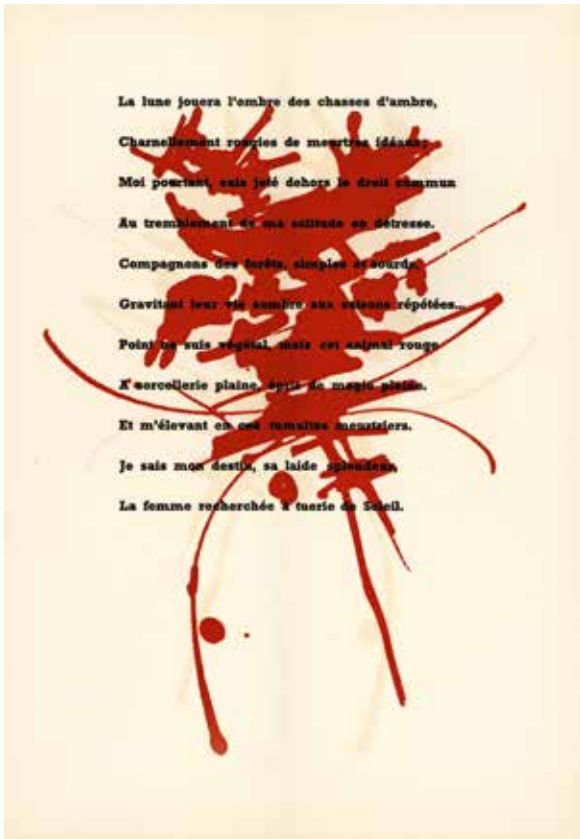 La lune jouera l'ombre des chasses d'ambre,
Charnellement rougies de meurtres idéaux;
Moi pourtant, suis jeté dehors le droit commun
Au tremblement de ma solitude en détresse.
Compagnons des forêts, simples et sourds,
Gravitant leur vie sombre aux saisons répétées...
Point ne suis végétal, mais cet animal rouge
A sorcellerie plaine, épris de magie pleine.
Et m'élevant en ces tumultes meurtriers.
Je sais mon destin, sa laide splendeur,
La femme recherchée à tuerie de Soleil.